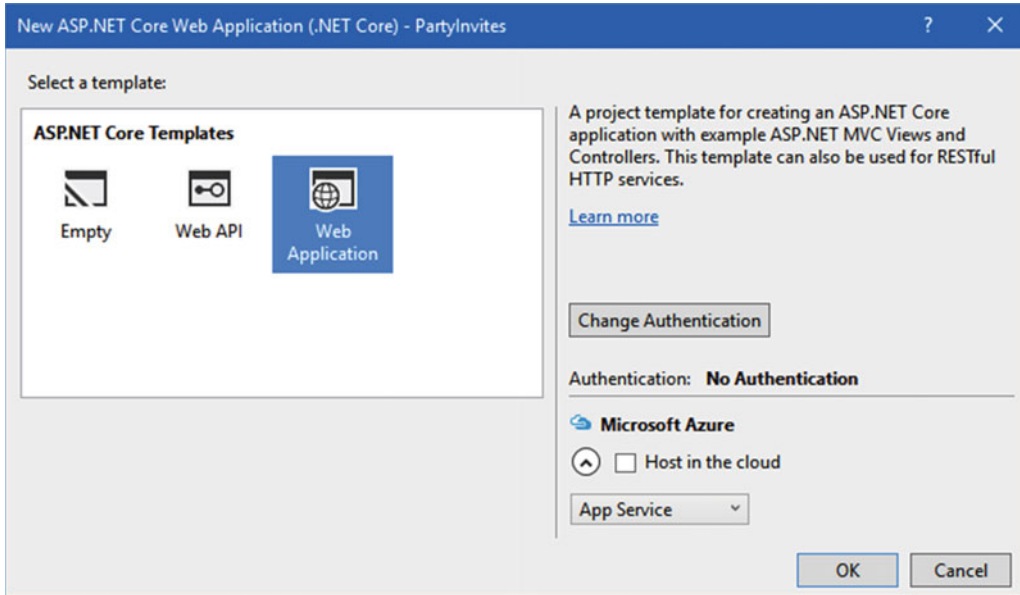 New ASP.NET Core Web Application (.NET Core) - PartyInvites
?
Select a template:
ASP.NET Core Templates
Empty
Web API
Web
Application
A project template for creating an ASP.NET Core
application with example ASP.NET MVC Views and
Controllers. This template can also be used for RESTful
HTTP services.
Learn more
Change Authentication
Authentication: No Authentication
Microsoft Azure
Host in the cloud
App Service
OK
Cancel